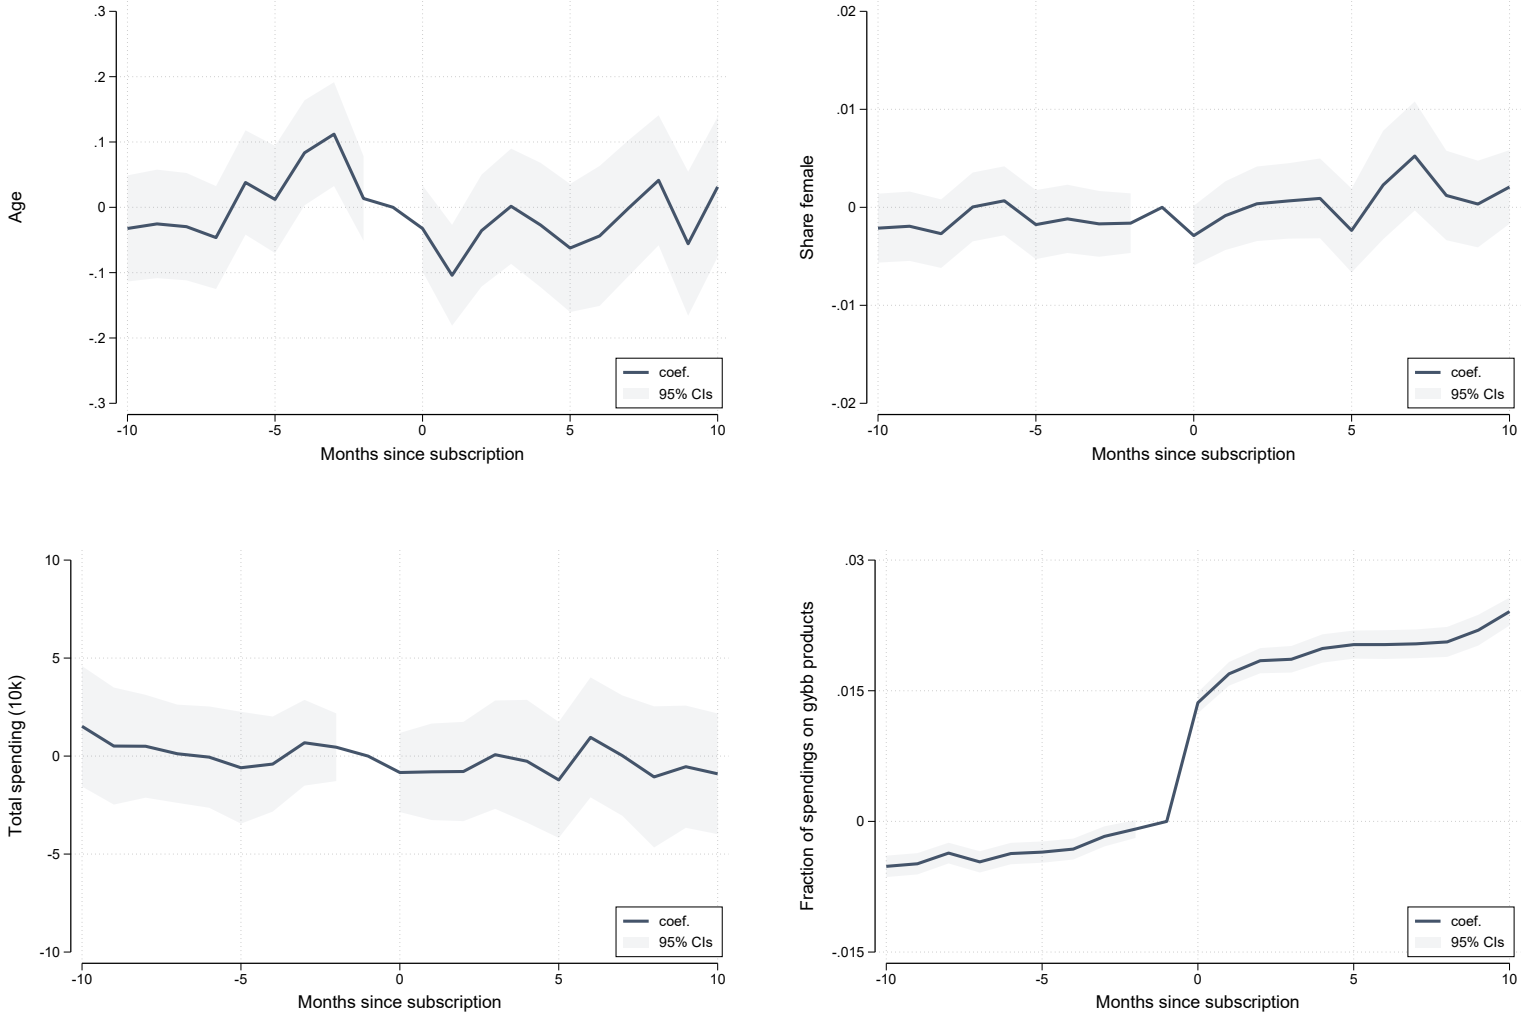 .3
.2
.1
0
-.1
-.2
-.3
Age
-10 -5 0 5 10
Months since subscription
coef.
95% CIs
.02
.01
0
-.01
-.02
Share female
-10 -5 0 5 10
Months since subscription
coef.
95% CIs
10
5
0
-5
-10
Total spending (10k)
-10 -5 0 5 10
Months since subscription
coef.
95% CIs
.03
.015
0
-.015
Fraction of spendings on gybb products
-10 -5 0 5 10
Months since subscription
coef.
95% CIs